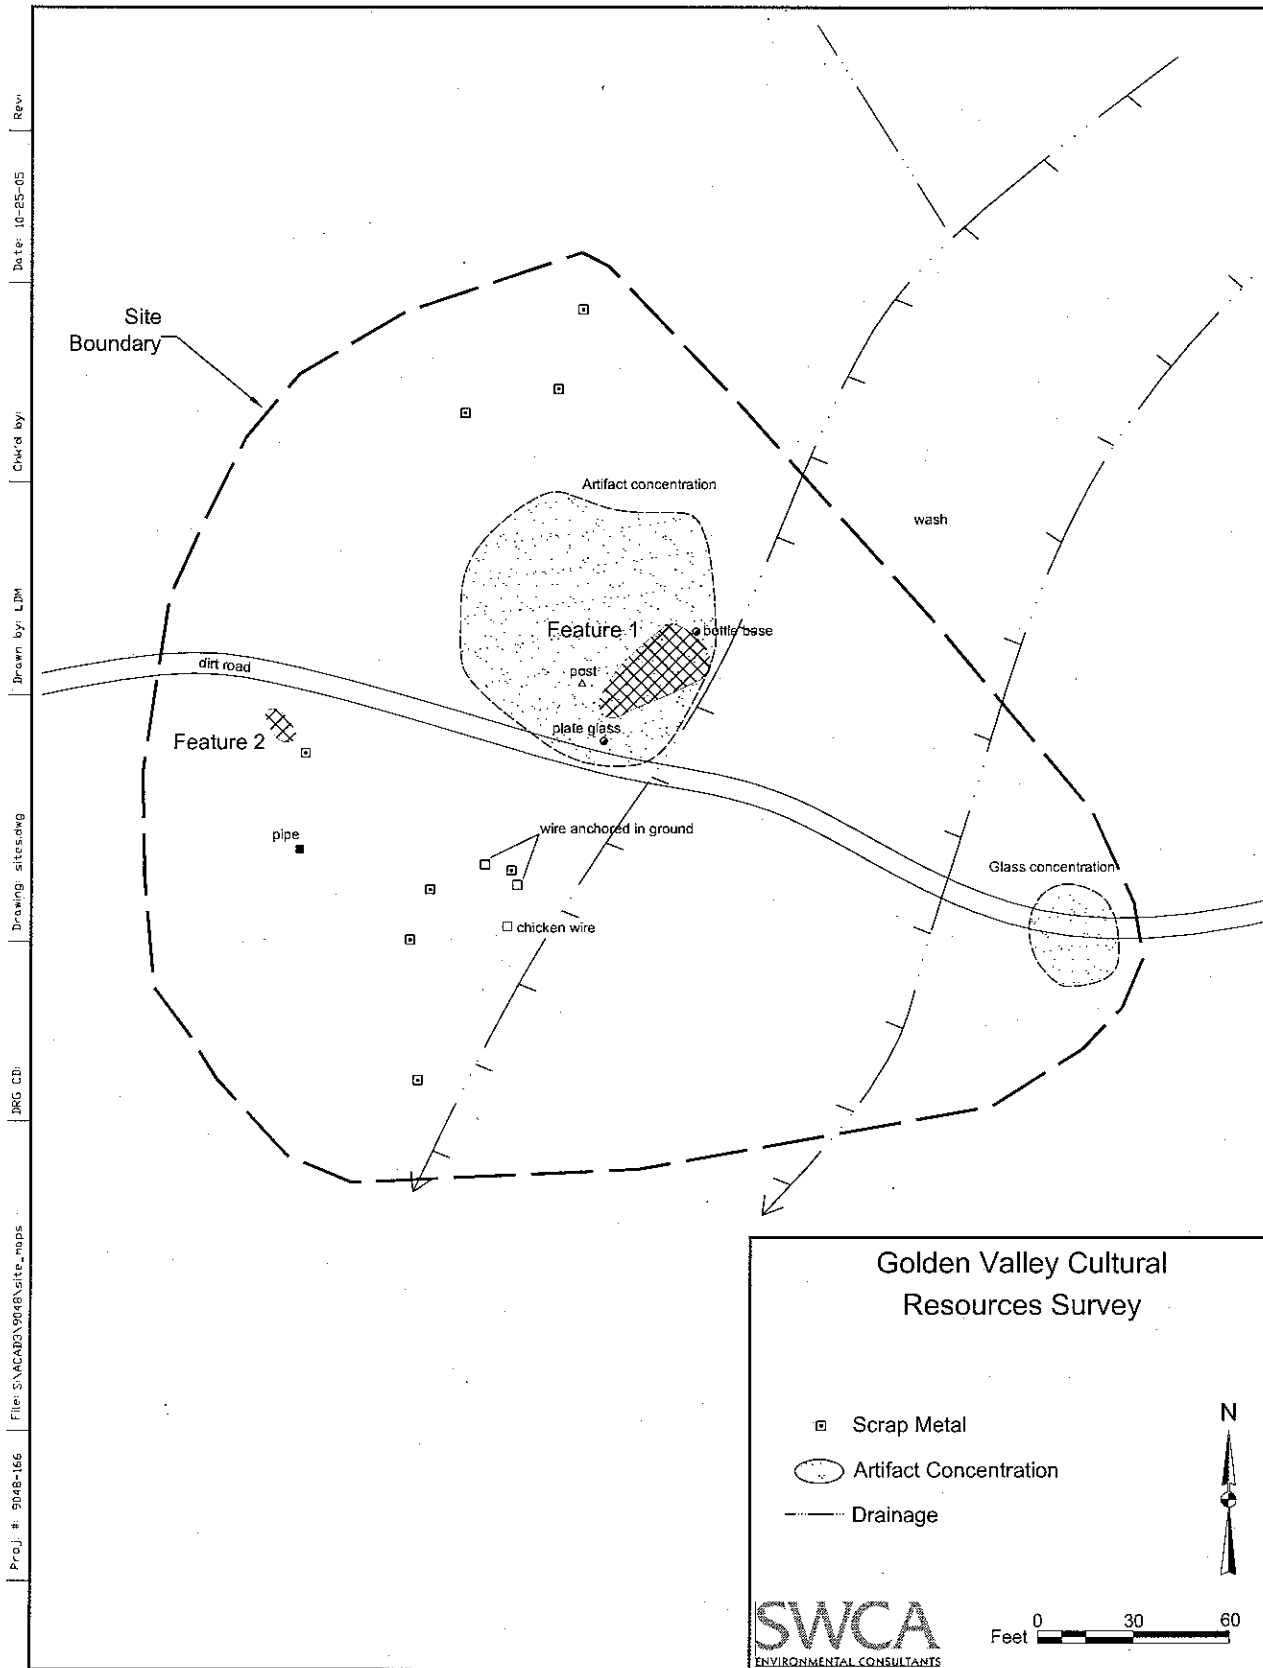 Rev:
Date: 10-25-05
Chk'd by:
Drawn by: LDM
Drawing: sites.dwg
DRG CD:
File: S:\ACAD3\9048\site_maps
Proj. #: 9048-166
Site
Boundary
Artifact concentration
wash
Feature 1
bottle base
post
dirt road
plate glass
Feature 2
wire anchored in ground
pipe
Glass concentration
chicken wire
Golden Valley Cultural
Resources Survey
Scrap Metal
Artifact Concentration
Drainage
N
SWCA
ENVIRONMENTAL CONSULTANTS
Feet 0 30 60